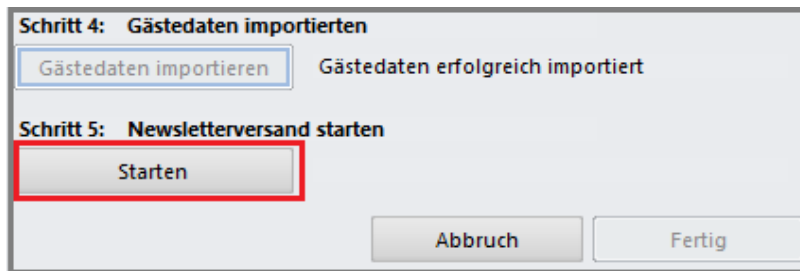 Schritt 4: Gästedaten importierten
Gästedaten importieren Gästedaten erfolgreich importiert
Schritt 5: Newsletterversand starten
Starten
Abbruch Fertig